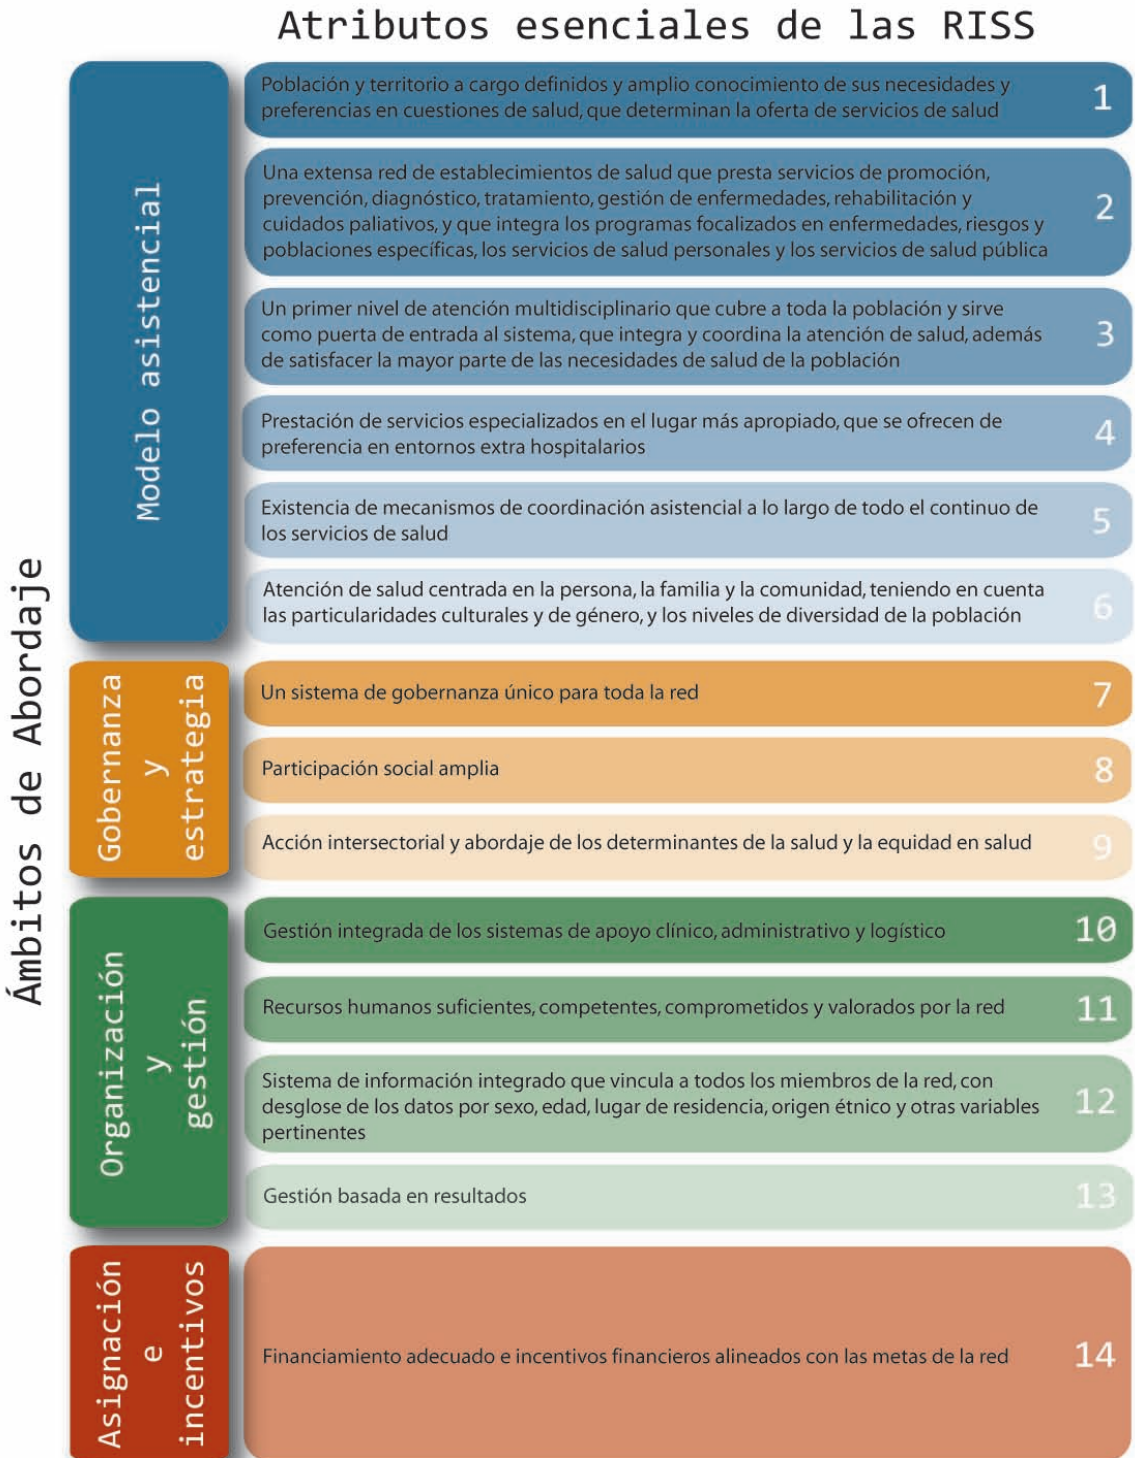 Atributos esenciales de las RISS
Ámbitos de Abordaje
Modelo asistencial
Población y territorio a cargo definidos y amplio conocimiento de sus necesidades y
preferencias en cuestiones de salud, que determinan la oferta de servicios de salud
1
Una extensa red de establecimientos de salud que presta servicios de promoción,
prevención, diagnóstico, tratamiento, gestión de enfermedades, rehabilitación y
cuidados paliativos, y que integra los programas focalizados en enfermedades, riesgos y
poblaciones específicas, los servicios de salud personales y los servicios de salud pública
2
Un primer nivel de atención multidisciplinario que cubre a toda la población y sirve
como puerta de entrada al sistema, que integra y coordina la atención de salud, además
de satisfacer la mayor parte de las necesidades de salud de la población
3
Prestación de servicios especializados en el lugar más apropiado, que se ofrecen de
preferencia en entornos extra hospitalarios
4
Existencia de mecanismos de coordinación asistencial a lo largo de todo el continuo de
los servicios de salud
5
Atención de salud centrada en la persona, la familia y la comunidad, teniendo en cuenta
las particularidades culturales y de género, y los niveles de diversidad de la población
6
Gobernanza
y
estrategia
Un sistema de gobernanza único para toda la red
7
Participación social amplia
8
Acción intersectorial y abordaje de los determinantes de la salud y la equidad en salud
9
Organización
y
gestión
Gestión integrada de los sistemas de apoyo clínico, administrativo y logístico
10
Recursos humanos suficientes, competentes, comprometidos y valorados por la red
11
Sistema de información integrado que vincula a todos los miembros de la red, con
desglose de los datos por sexo, edad, lugar de residencia, origen étnico y otras variables
pertinentes
12
Gestión basada en resultados
13
Asignación
e
incentivos
Financiamiento adecuado e incentivos financieros alineados con las metas de la red
14